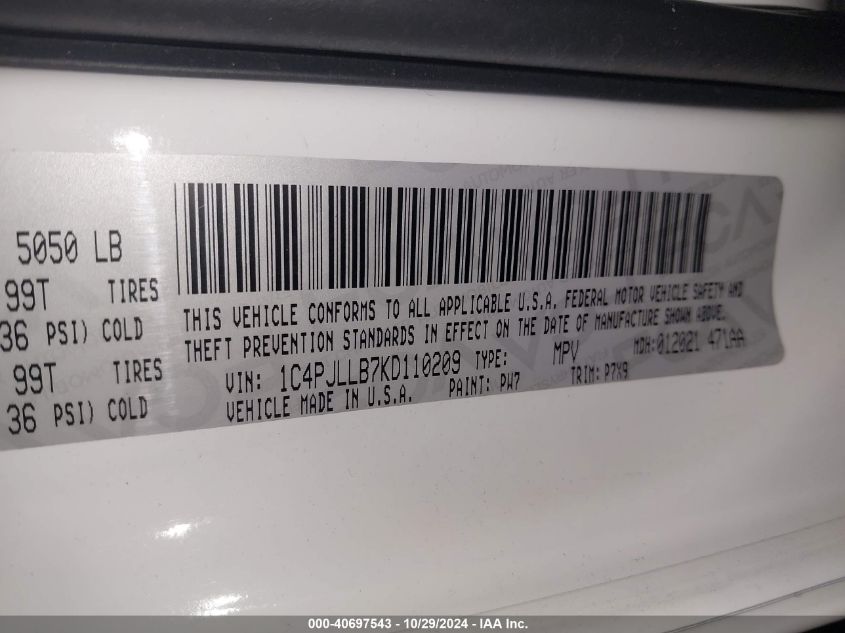 5050 LB
99T TIRES
36 PSI) COLD
99T TIRES
36 PSI) COLD
THIS VEHICLE CONFORMS TO ALL APPLICABLE U.S.A. FEDERAL MOTOR VEHICLE SAFETY AND
THEFT PREVENTION STANDARDS IN EFFECT ON THE DATE OF MANUFACTURE SHOWN ABOVE.
VIN: 1C4PJLLB7KD110209 TYPE: MPV MDH:012021 471AA
VEHICLE MADE IN U.S.A. PAINT: PW7 TRIM: P7X9
000-40697543 / 10/29/2024 - IAA Inc.